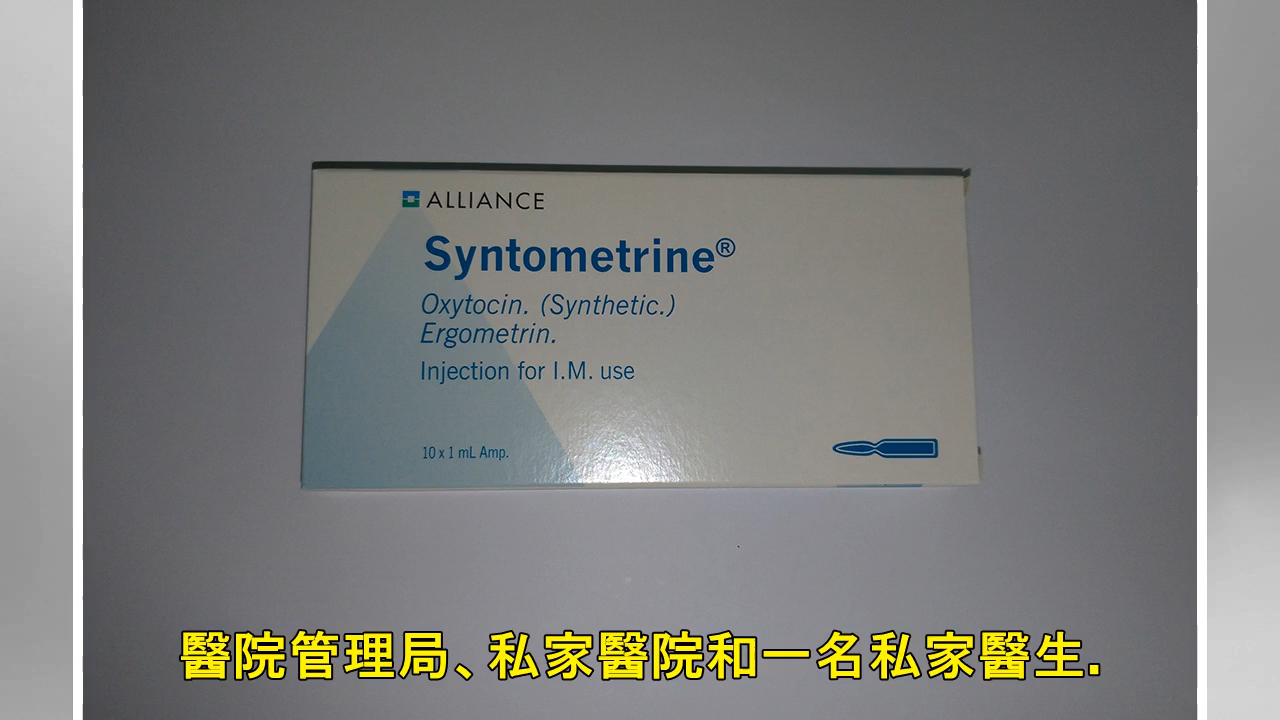 ALLIANCE
Syntometrine®
Oxytocin. (Synthetic.)
Ergometrin.
Injection for I.M. use
10 x 1 mL Amp.
醫院管理局、私家醫院和一名私家醫生.